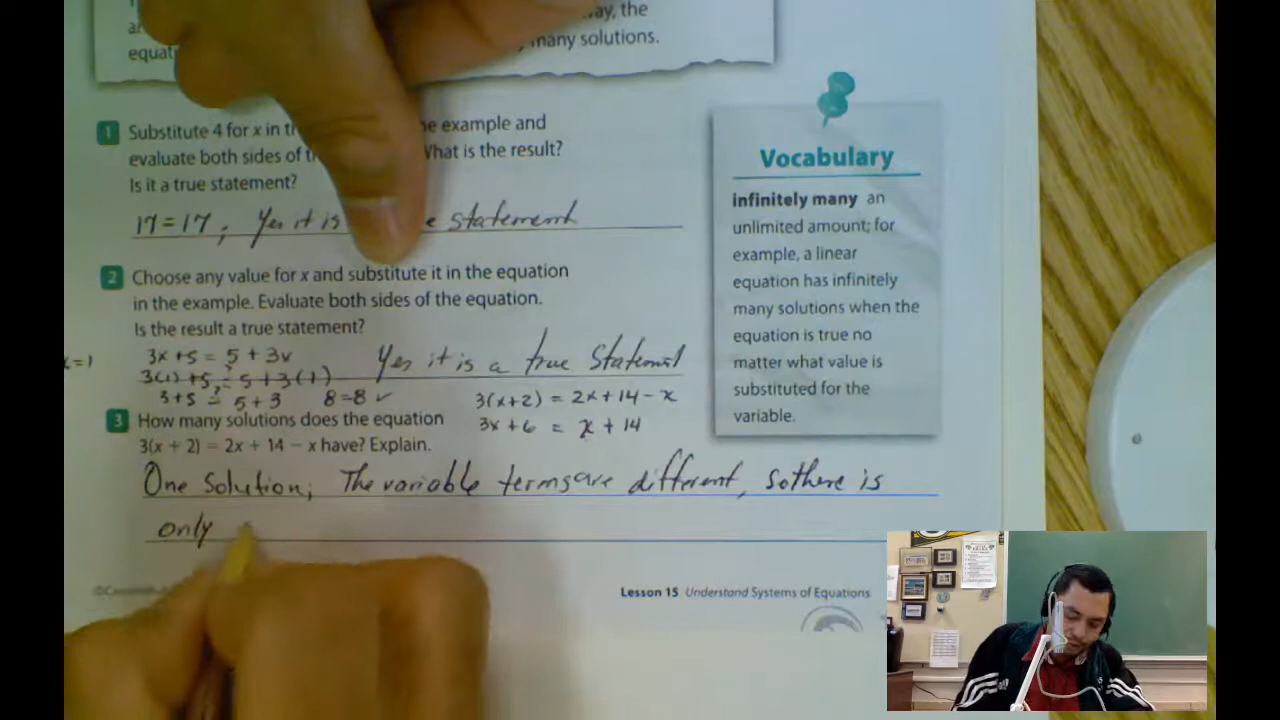 ay, the
many solutions.
equat
1 Substitute 4 for x in the example and
evaluate both sides of What is the result?
Is it a true statement?
17=17; Yes it is statement
2 Choose any value for x and substitute it in the equation
in the example. Evaluate both sides of the equation.
Is the result a true statement?
x=1
3x+5 = 5+3x
3(1)+5 ≟ 5+3(1)
3+5 ≟ 5+3 8=8 ✓
Yes it is a true Statement
3 How many solutions does the equation
3(x + 2) = 2x + 14 − x have? Explain.
3(x+2) = 2x+14-x
3x+6 = x+14
One Solution; The variable terms are different, so there is
only
Vocabulary
infinitely many an
unlimited amount; for
example, a linear
equation has infinitely
many solutions when the
equation is true no
matter what value is
substituted for the
variable.
Lesson 15 Understand Systems of Equations